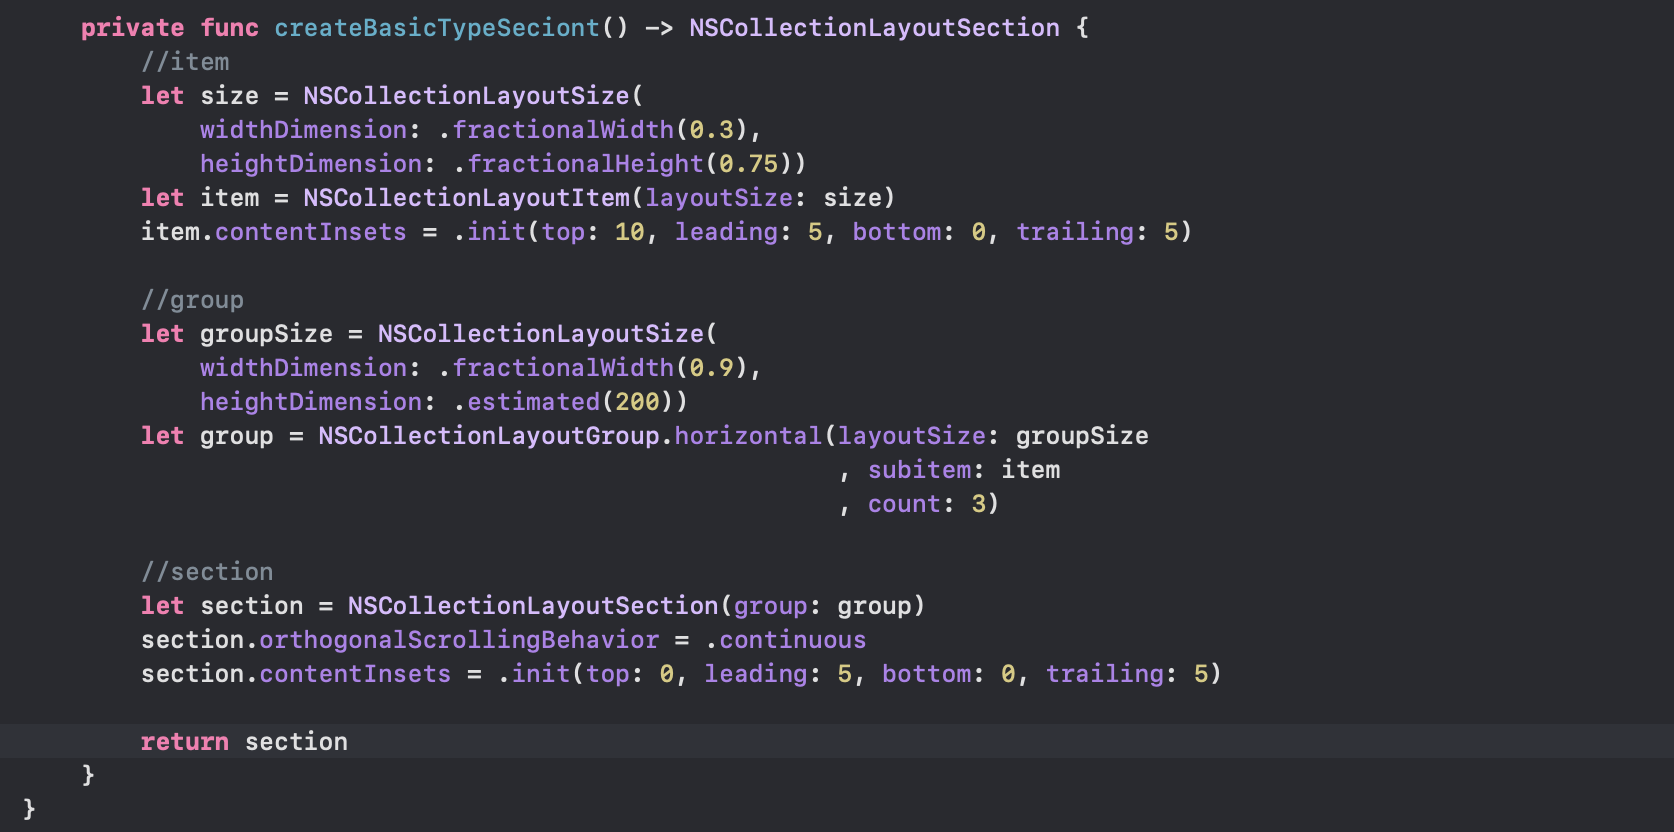 private func createBasicTypeSeciont() -> NSCollectionLayoutSection {
//item
let size = NSCollectionLayoutSize(
widthDimension: .fractionalWidth(0.3),
heightDimension: .fractionalHeight(0.75))
let item = NSCollectionLayoutItem(layoutSize: size)
item.contentInsets = .init(top: 10, leading: 5, bottom: 0, trailing: 5)
//group
let groupSize = NSCollectionLayoutSize(
widthDimension: .fractionalWidth(0.9),
heightDimension: .estimated(200))
let group = NSCollectionLayoutGroup.horizontal(layoutSize: groupSize
, subitem: item
, count: 3)
//section
let section = NSCollectionLayoutSection(group: group)
section.orthogonalScrollingBehavior = .continuous
section.contentInsets = .init(top: 0, leading: 5, bottom: 0, trailing: 5)
return section
}
}